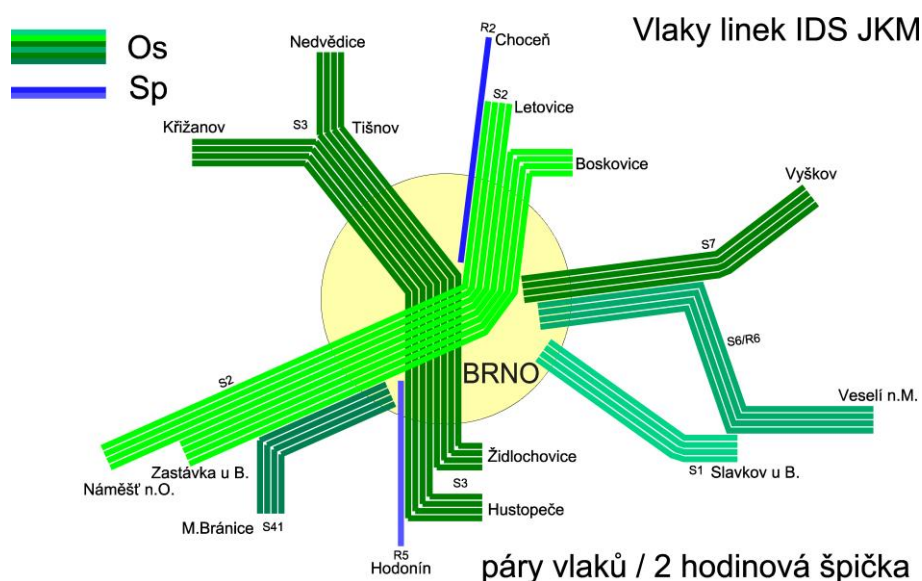 Os
Sp
Vlaky linek IDS JKM
R2
Choceň
Nedvědice
S2
Letovice
Křižanov
S3
Tišnov
Boskovice
Vyškov
S7
S6/R6
BRNO
S2
Veselí n.M.
Náměšť n.O.
Zastávka u B.
Židlochovice
S1
Slavkov u B.
S3
Hustopeče
M.Bránice
S41
R5
Hodonín
páry vlaků / 2 hodinová špička